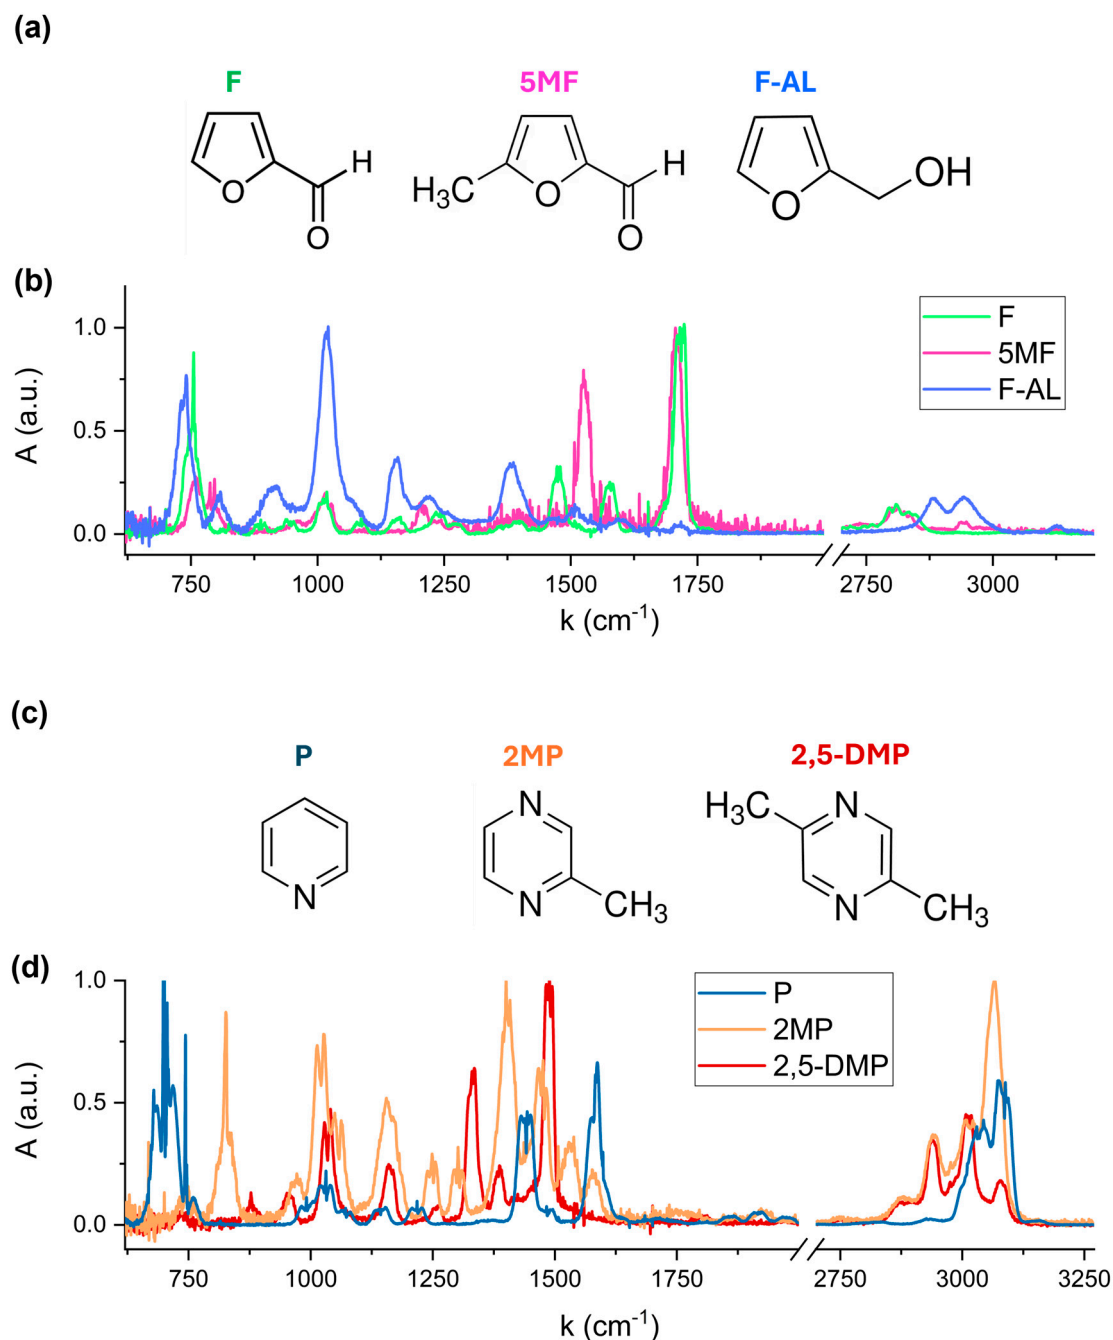 (a)
F 5MF F-AL
H H OH
H₃C O O O
O O
(b)
F
5MF
F-AL
A (a.u.)
1.0
0.5
0.0
750 1000 1250 1500 1750 2750 3000
k (cm⁻¹)
(c)
P 2MP 2,5-DMP
N N H₃C N
N N CH₃ N CH₃
(d)
P
2MP
2,5-DMP
A (a.u.)
1.0
0.5
0.0
750 1000 1250 1500 1750 2750 3000 3250
k (cm⁻¹)